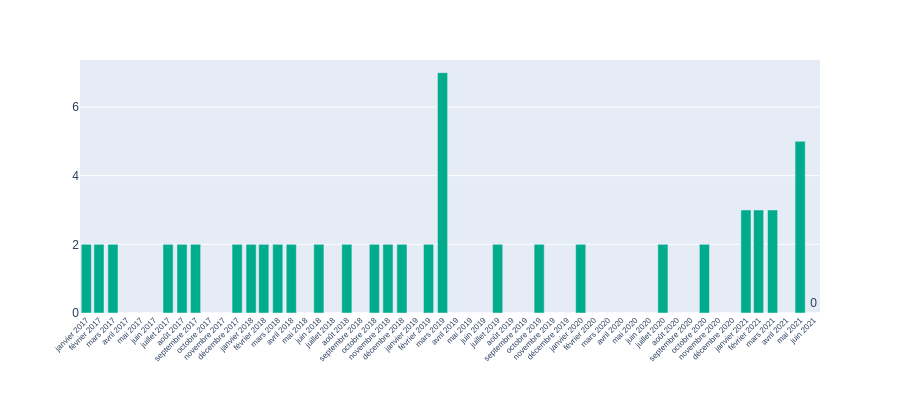 6
4
2
0
0
janvier 2017
février 2017
mars 2017
avril 2017
mai 2017
juin 2017
juillet 2017
août 2017
septembre 2017
octobre 2017
novembre 2017
décembre 2017
janvier 2018
février 2018
mars 2018
avril 2018
mai 2018
juin 2018
juillet 2018
août 2018
septembre 2018
octobre 2018
novembre 2018
décembre 2018
janvier 2019
février 2019
mars 2019
avril 2019
mai 2019
juin 2019
juillet 2019
août 2019
septembre 2019
octobre 2019
novembre 2019
décembre 2019
janvier 2020
février 2020
mars 2020
avril 2020
mai 2020
juin 2020
juillet 2020
août 2020
septembre 2020
octobre 2020
novembre 2020
décembre 2020
janvier 2021
février 2021
mars 2021
avril 2021
mai 2021
juin 2021